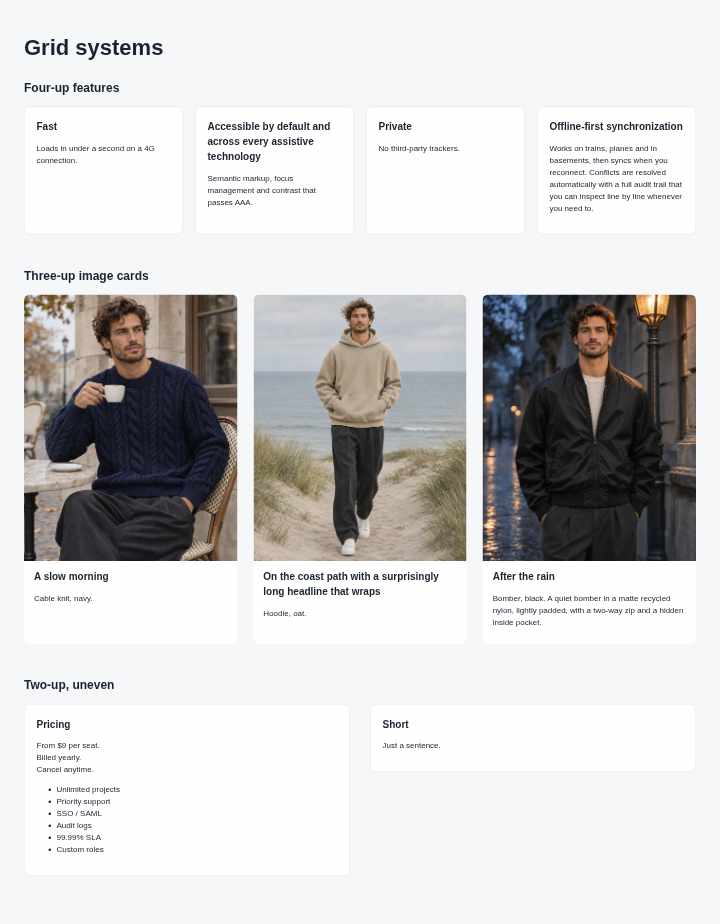 Grid systems
Four-up features
Fast
Loads in under a second on a 4G
connection.
Accessible by default and
across every assistive
technology
Semantic markup, focus
management and contrast that
passes AAA.
Private
No third-party trackers.
Offline-first synchronization
Works on trains, planes and in
basements, then syncs when you
reconnect. Conflicts are resolved
automatically with a full audit trail that
you can inspect line by line whenever
you need to.
Three-up image cards
A slow morning
Cable knit, navy.
On the coast path with a surprisingly
long headline that wraps
Hoodie, oat.
After the rain
Bomber, black. A quiet bomber in a matte recycled
nylon, lightly padded, with a two-way zip and a hidden
inside pocket.
Two-up, uneven
Pricing
From $9 per seat.
Billed yearly.
Cancel anytime.
• Unlimited projects
• Priority support
• SSO / SAML
• Audit logs
• 99.99% SLA
• Custom roles
Short
Just a sentence.